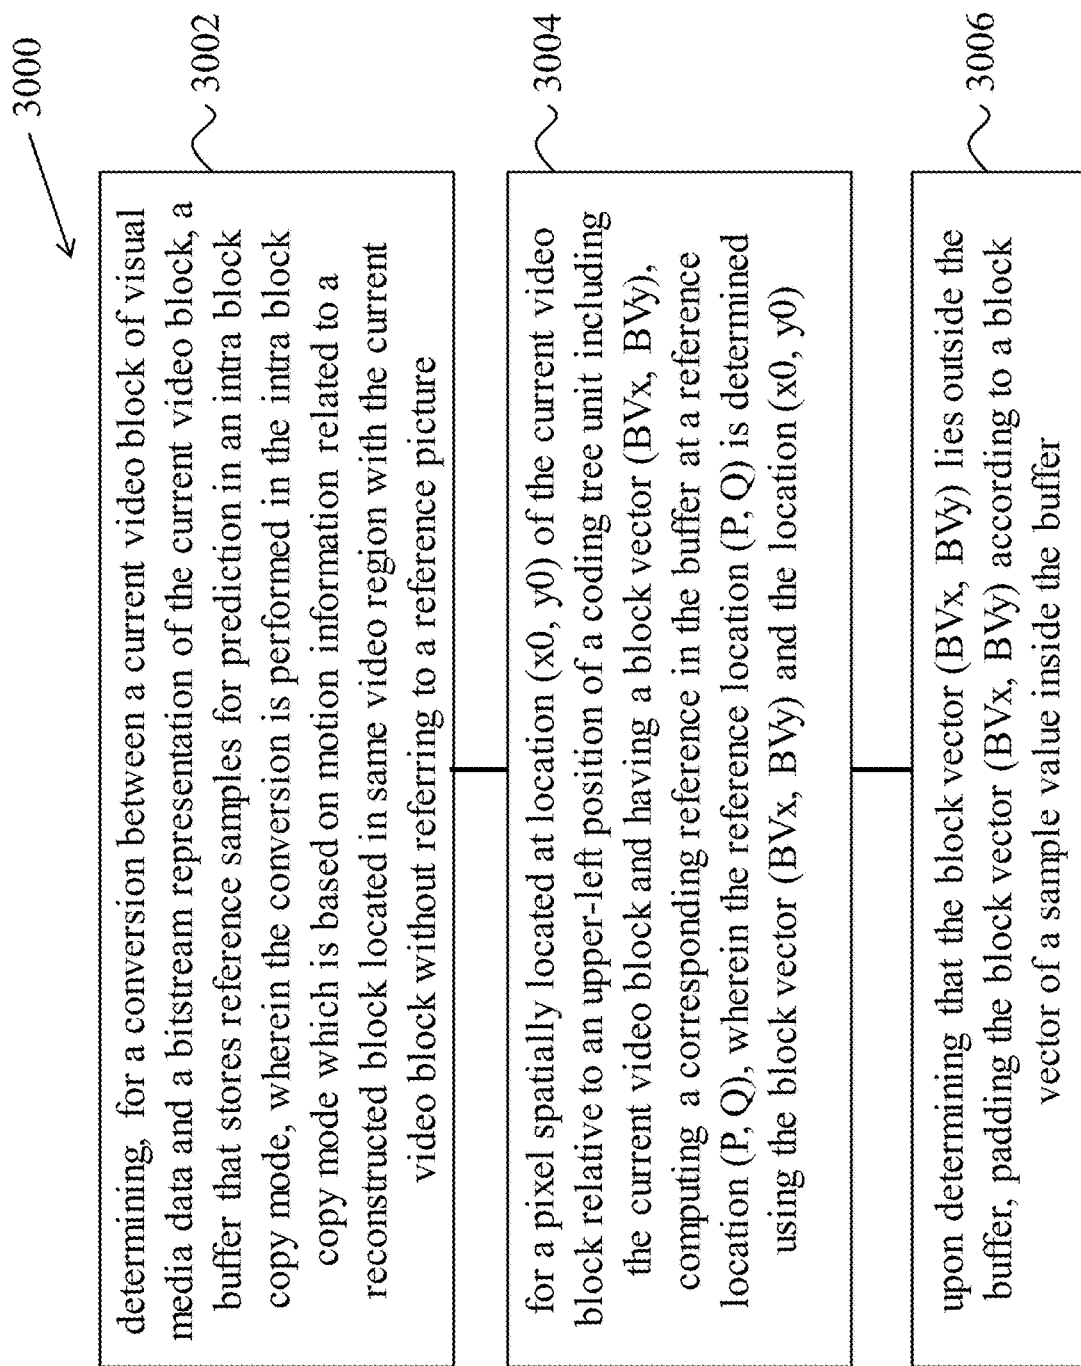 3000
determining, for a conversion between a current video block of visual
media data and a bitstream representation of the current video block, a
buffer that stores reference samples for prediction in an intra block
copy mode, wherein the conversion is performed in the intra block
copy mode which is based on motion information related to a
reconstructed block located in same video region with the current
video block without referring to a reference picture
3002
for a pixel spatially located at location (x0, y0) of the current video
block relative to an upper-left position of a coding tree unit including
the current video block and having a block vector (BVx, BVy),
computing a corresponding reference in the buffer at a reference
location (P, Q), wherein the reference location (P, Q) is determined
using the block vector (BVx, BVy) and the location (x0, y0)
3004
upon determining that the block vector (BVx, BVy) lies outside the
buffer, padding the block vector (BVx, BVy) according to a block
vector of a sample value inside the buffer
3006